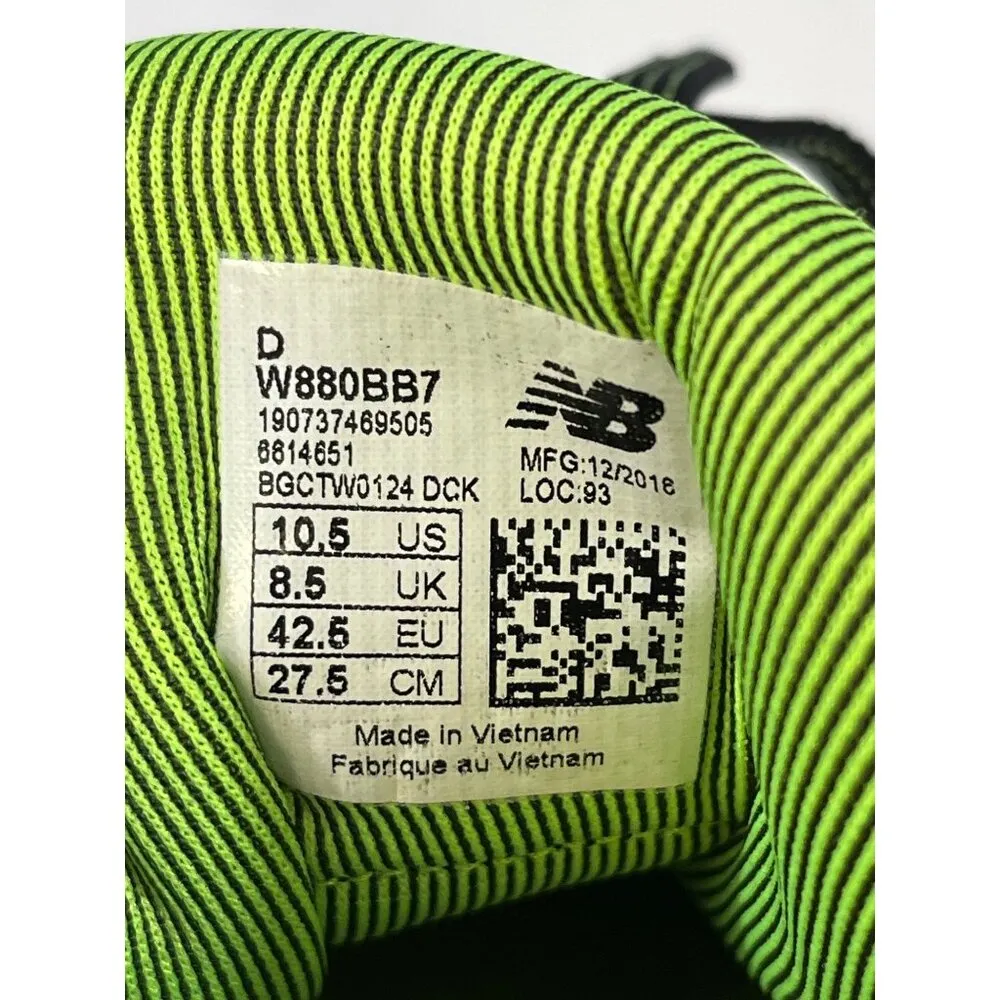 D
W880BB7
190737469505
6814651
BGCTW0124 DCK
NB
MFG:12/2016
LOC:93
10.5 US
8.5 UK
42.5 EU
27.5 CM
Made in Vietnam
Fabrique au Vietnam